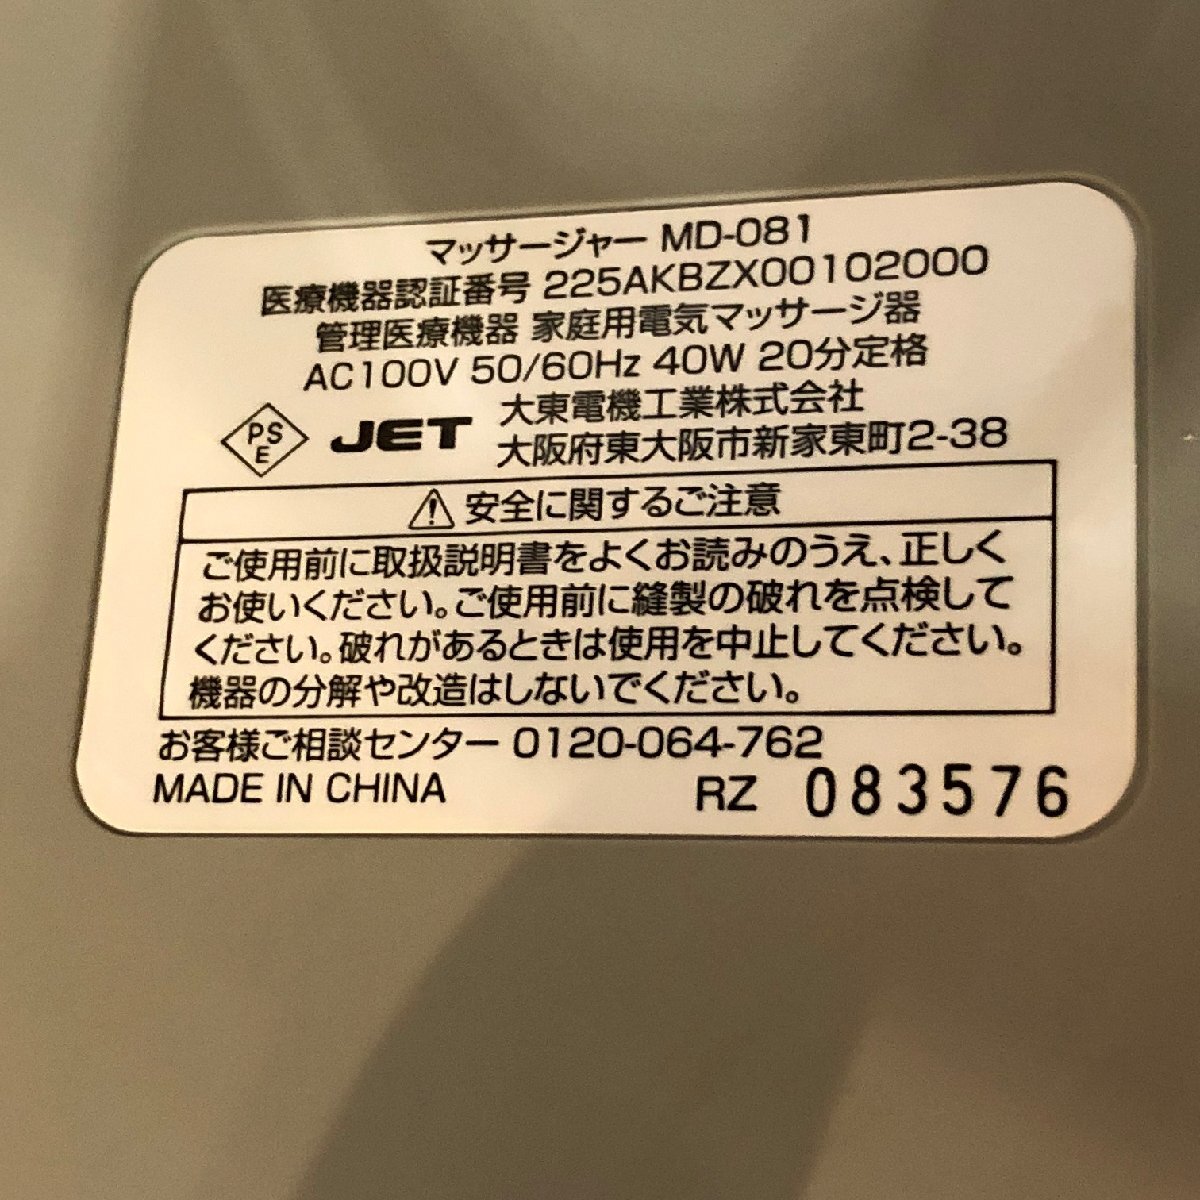 マッサージャー MD-081
医療機器認証番号 225AKBZX00102000
管理医療機器 家庭用電気マッサージ器
AC100V 50/60Hz 40W 20分定格
PS
E
JET
大東電機工業株式会社
大阪府東大阪市新家東町2-38
安全に関するご注意
ご使用前に取扱説明書をよくお読みのうえ、正しく
お使いください。ご使用前に縫製の破れを点検して
ください。破れがあるときは使用を中止してください。
機器の分解や改造はしないでください。
お客様ご相談センター 0120-064-762
MADE IN CHINA
RZ 083576